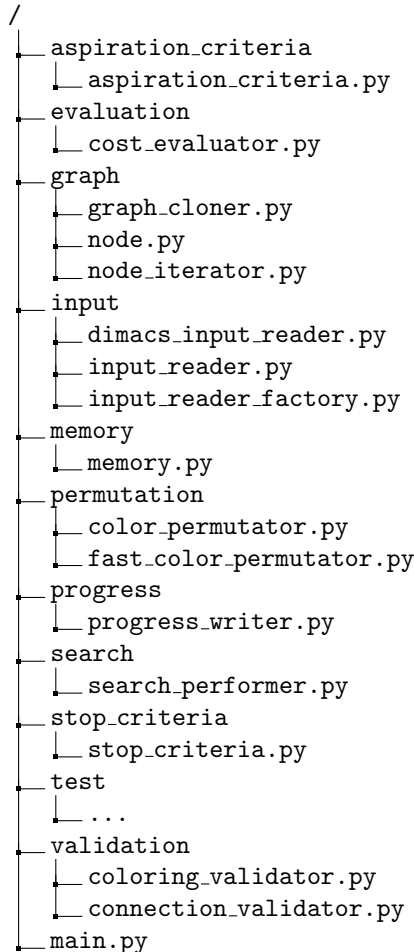 /
aspiration_criteria
aspiration_criteria.py
evaluation
cost_evaluator.py
graph
graph_cloner.py
node.py
node_iterator.py
input
dimacs_input_reader.py
input_reader.py
input_reader_factory.py
memory
memory.py
permutation
color_permutator.py
fast_color_permutator.py
progress
progress_writer.py
search
search_performer.py
stop_criteria
stop_criteria.py
test
...
validation
coloring_validator.py
connection_validator.py
main.py